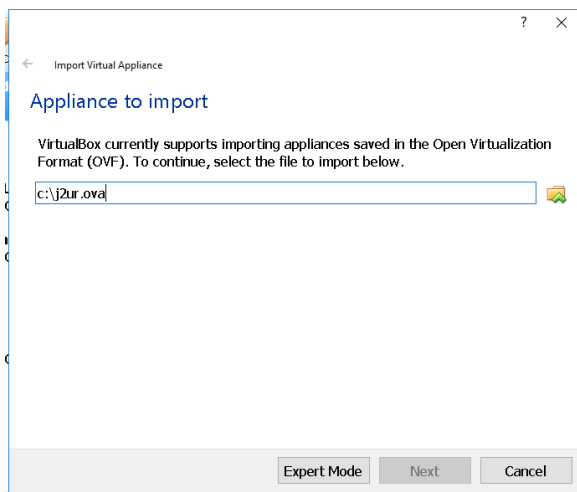 ?
Import Virtual Appliance
Appliance to import
VirtualBox currently supports importing appliances saved in the Open Virtualization
Format (OVF). To continue, select the file to import below.
c:\j2ur.ova
Expert Mode Next Cancel